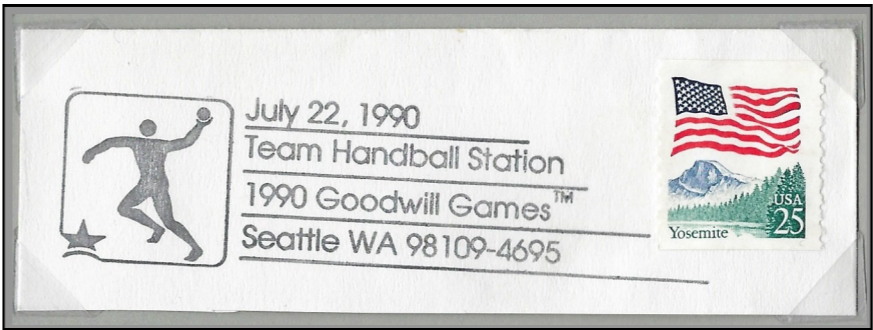 July 22, 1990
Team Handball Station
1990 Goodwill Games™
Seattle WA 98109-4695
USA
25
Yosemite